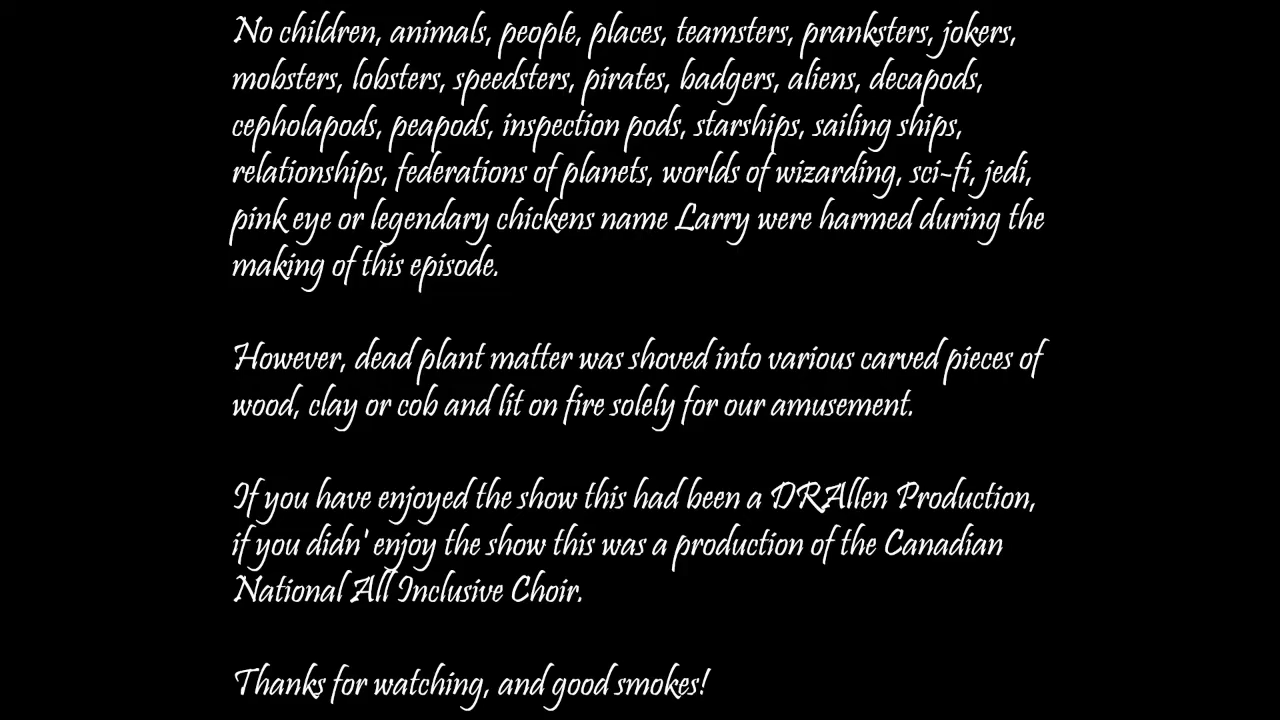 No children, animals, people, places, teamsters, pranksters, jokers,
mobsters, lobsters, speedsters, pirates, badgers, aliens, decapods,
cepholapods, peapods, inspection pods, starships, sailing ships,
relationships, federations of planets, worlds of wizarding, sci-fi, jedi,
pink eye or legendary chickens name Larry were harmed during the
making of this episode.
However, dead plant matter was shoved into various carved pieces of
wood, clay or cob and lit on fire solely for our amusement.
If you have enjoyed the show this had been a DRAllen Production,
if you didn' enjoy the show this was a production of the Canadian
National All Inclusive Choir.
Thanks for watching, and good smokes!